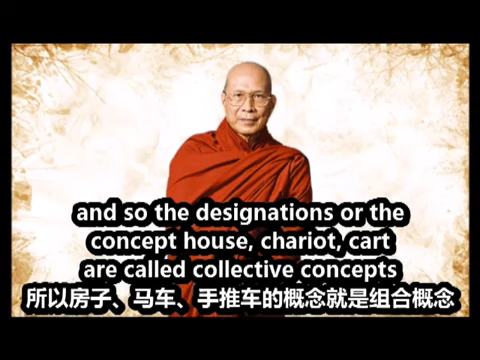 and so the designations or the
concept house, chariot, cart
are called collective concepts
所以房子、马车、手推车的概念就是组合概念